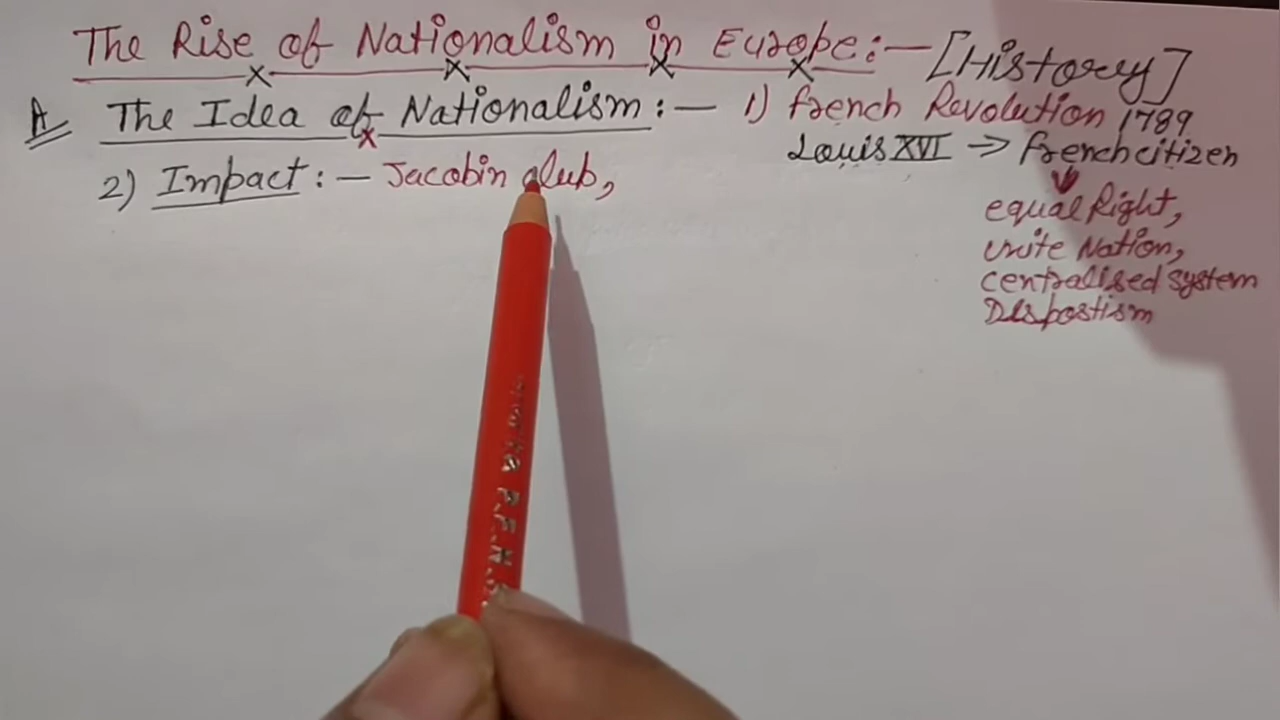 The Rise of Nationalism in Europe:- [History]
A The Idea of Nationalism:- 1) french Revolution 1789
Louis XVI → french citizen
2) Impact:- Jacobin club,
equal Right,
unite Nation,
centralised system
Dispostism